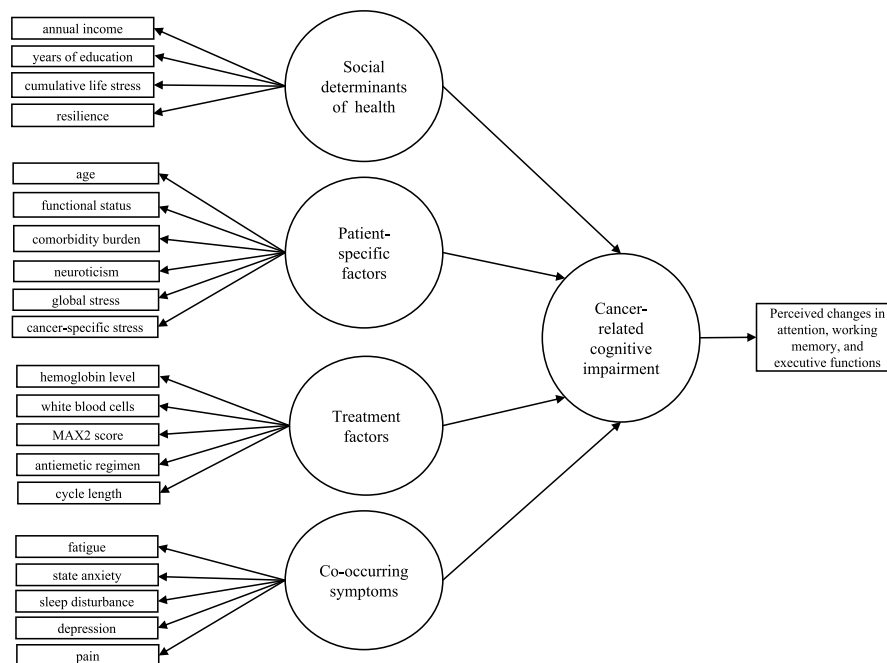 annual income
years of education
cumulative life stress
resilience
Social
determinants
of health
age
functional status
comorbidity burden
neuroticism
global stress
cancer-specific stress
Patient-
specific
factors
hemoglobin level
white blood cells
MAX2 score
antiemetic regimen
cycle length
Treatment
factors
fatigue
state anxiety
sleep disturbance
depression
pain
Co-occurring
symptoms
Cancer-
related
cognitive
impairment
Perceived changes in
attention, working
memory, and
executive functions